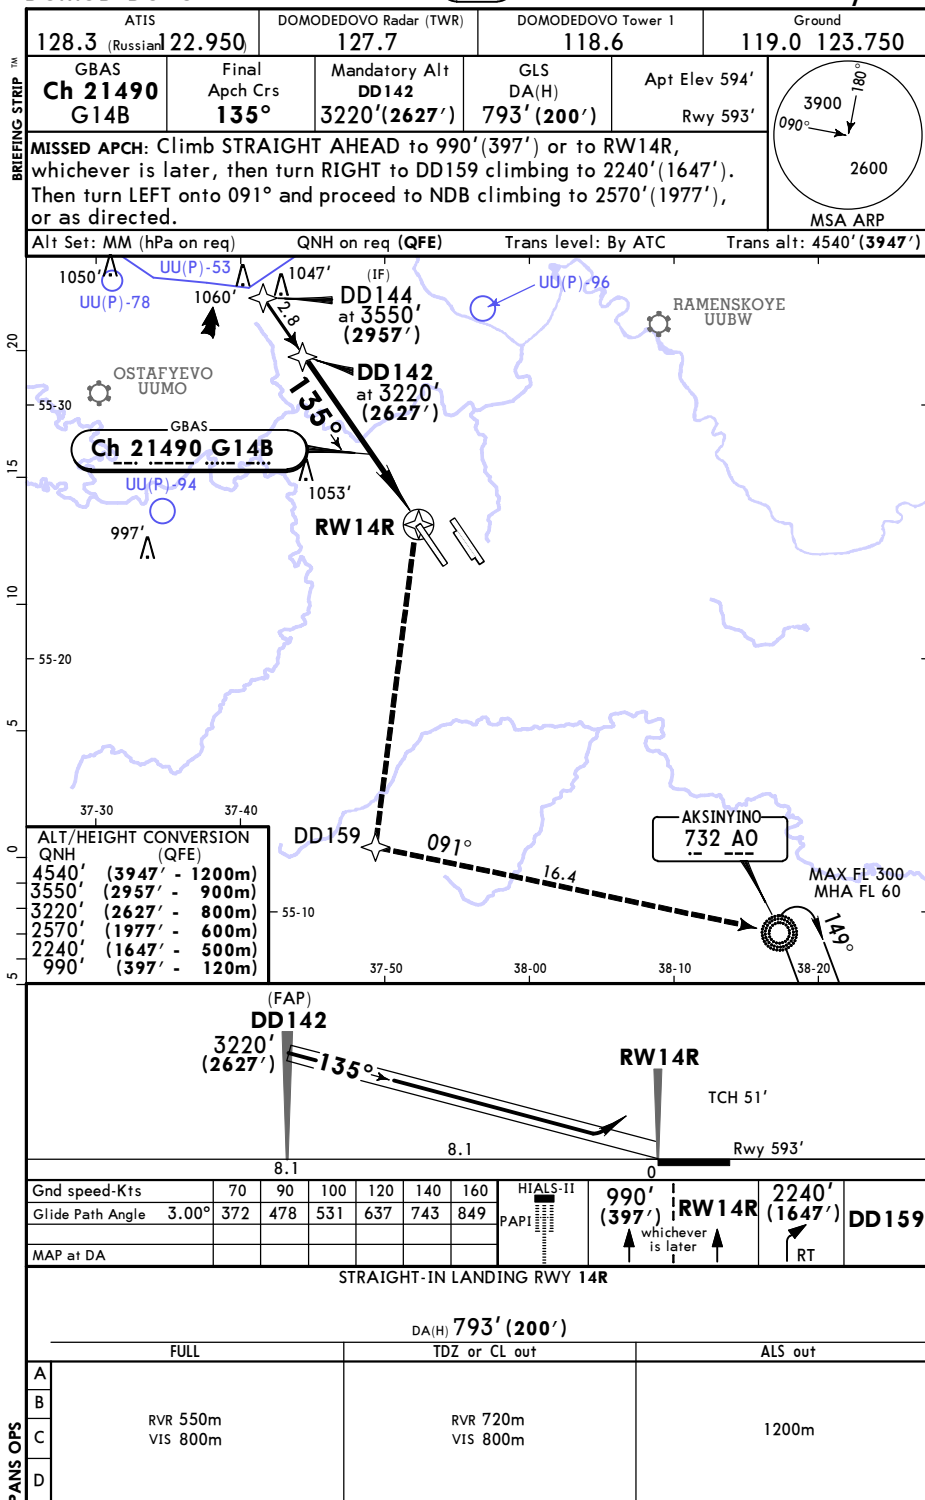 ATIS
128.3 (Russian 122.950)
DOMODEDOVO Radar (TWR)
127.7
DOMODEDOVO Tower 1
118.6
Ground
119.0 123.750
BRIEFING STRIP TM
GBAS
Ch 21490
G14B
Final
Apch Crs
135°
Mandatory Alt
DD142
3220'(2627')
GLS
DA(H)
793'(200')
Apt Elev 594'
Rwy 593'
3900
180°
090°
2600
MSA ARP
MISSED APCH: Climb STRAIGHT AHEAD to 990'(397') or to RW14R,
whichever is later, then turn RIGHT to DD159 climbing to 2240'(1647').
Then turn LEFT onto 091° and proceed to NDB climbing to 2570'(1977'),
or as directed.
Alt Set: MM (hPa on req) QNH on req (QFE) Trans level: By ATC Trans alt: 4540'(3947')
1050'
UU(P)-53
UU(P)-78
1060'
1047'
(IF)
DD144
at 3550'
(2957')
2.8
UU(P)-96
RAMENSKOYE
UUBW
DD142
at 3220'
(2627')
135°
OSTAFYEVO
UUMO
20
55-30
GBAS
Ch 21490 G14B
15
UU(P)-94
1053'
997'
RW14R
10
55-20
5
37-30
37-40
0
DD159
091°
16.4
AKSINYINO
732 AO
MAX FL 300
MHA FL 60
149°
55-10
37-50
38-00
38-10
38-20
5
ALT/HEIGHT CONVERSION
QNH (QFE)
4540' (3947' - 1200m)
3550' (2957' - 900m)
3220' (2627' - 800m)
2570' (1977' - 600m)
2240' (1647' - 500m)
990' (397' - 120m)
(FAP)
DD142
3220'
(2627')
135°
RW14R
TCH 51'
Rwy 593'
8.1
8.1
0
Gnd speed-Kts 70 90 100 120 140 160
Glide Path Angle 3.00° 372 478 531 637 743 849
MAP at DA
HIALS-II
PAPI
990'
(397')
whichever
is later
RW14R
2240'
(1647')
RT
DD159
STRAIGHT-IN LANDING RWY 14R
DA(H) 793'(200')
FULL
TDZ or CL out
ALS out
A
B
C
D
RVR 550m
VIS 800m
RVR 720m
VIS 800m
1200m
PANS OPS